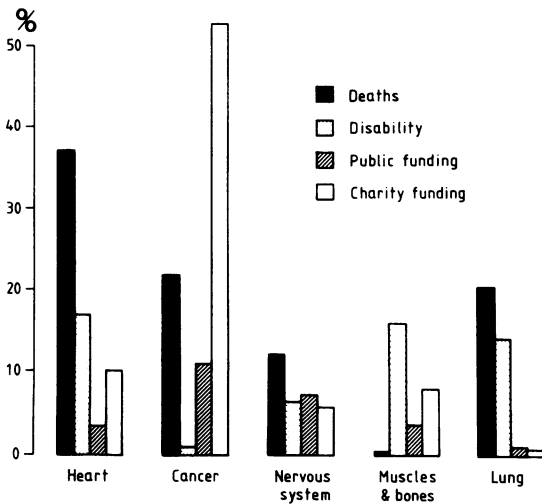 %
50
40
30
20
10
0
Deaths
Disability
Public funding
Charity funding
Heart
Cancer
Nervous
system
Muscles
& bones
Lung